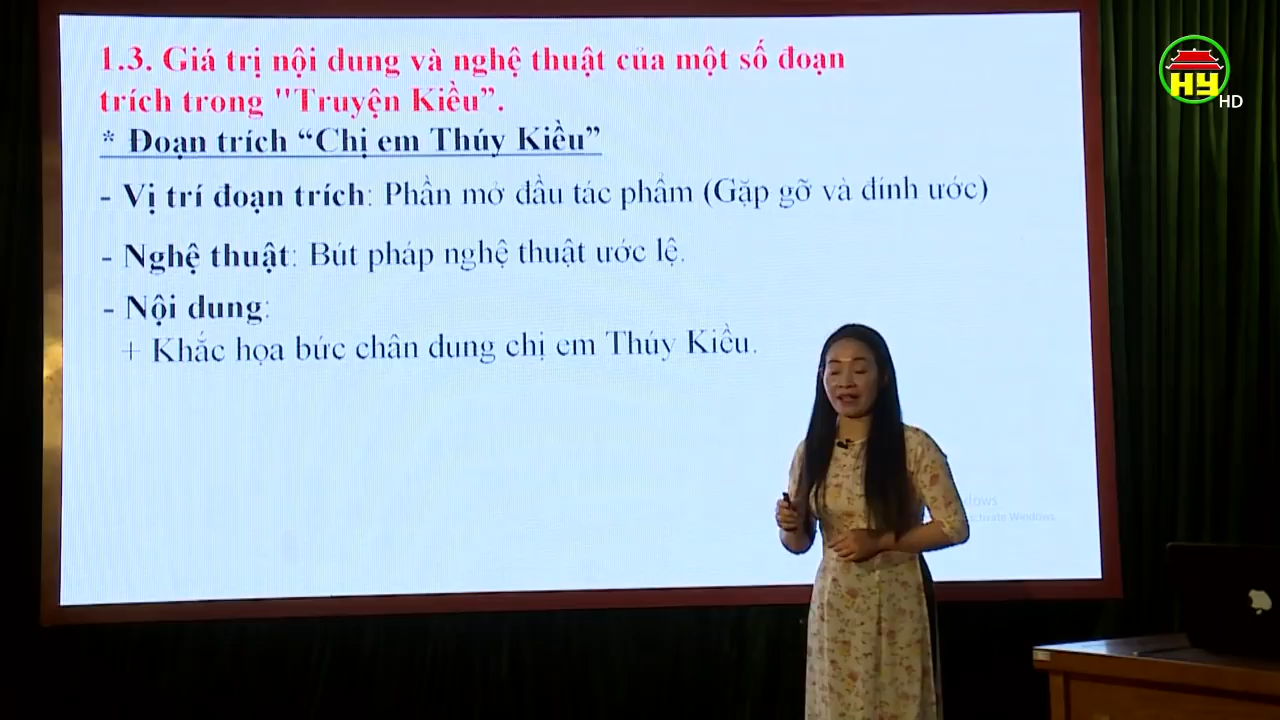 1.3. Giá trị nội dung và nghệ thuật của một số đoạn
trích trong "Truyện Kiều”.
* Đoạn trích “Chị em Thúy Kiều”
- Vị trí đoạn trích: Phần mở đầu tác phẩm (Gặp gỡ và đính ước)
- Nghệ thuật: Bút pháp nghệ thuật ước lệ.
- Nội dung:
+ Khắc họa bức chân dung chị em Thúy Kiều.
HY
HD
Windows